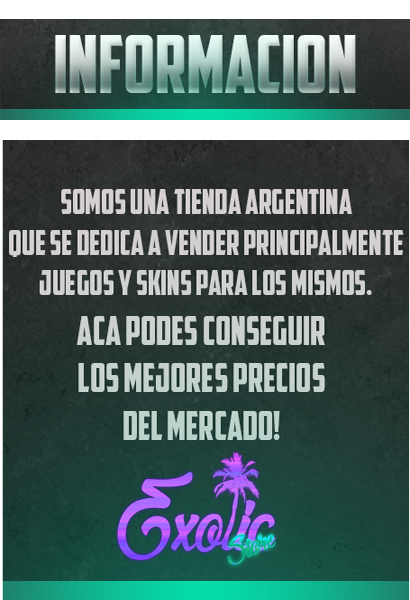 INFORMACION
SOMOS UNA TIENDA ARGENTINA
QUE SE DEDICA A VENDER PRINCIPALMENTE
JUEGOS Y SKINS PARA LOS MISMOS.
ACA PODES CONSEGUIR
LOS MEJORES PRECIOS
DEL MERCADO!
Exotic
Store